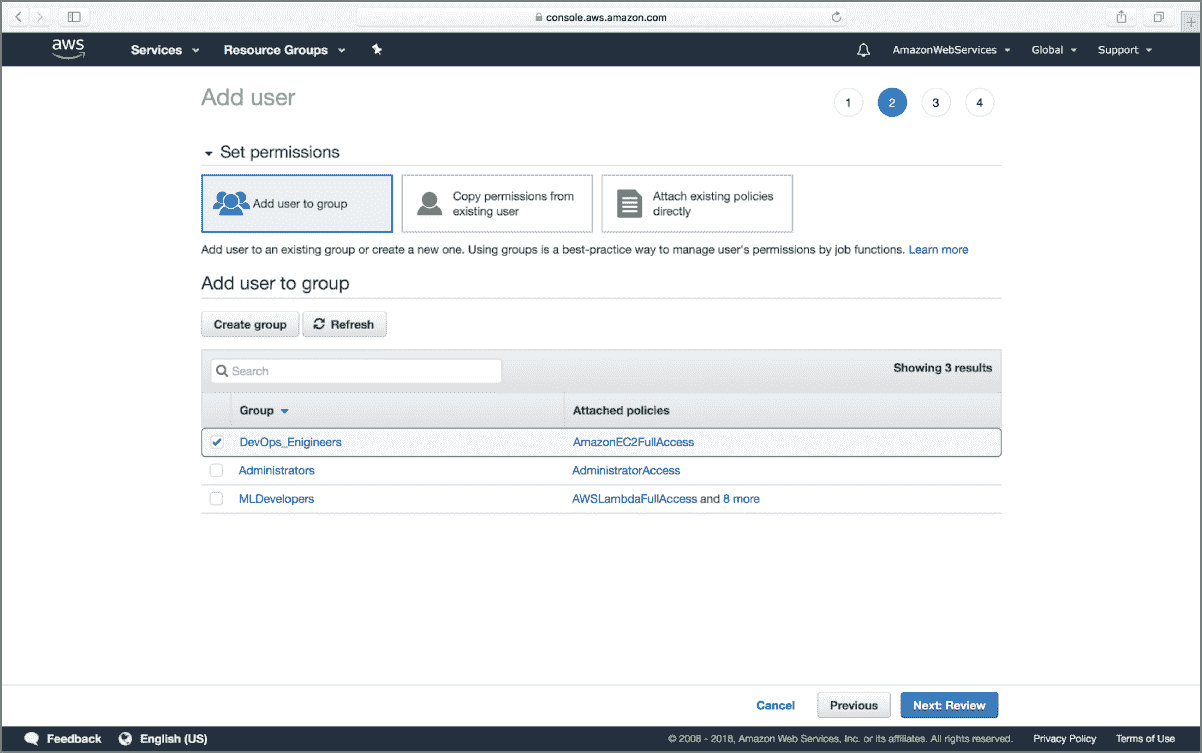 console.aws.amazon.com
aws Services Resource Groups AmazonWebServices Global Support
Add user
1 2 3 4
Set permissions
Add user to group
Copy permissions from
existing user
Attach existing policies
directly
Add user to an existing group or create a new one. Using groups is a best-practice way to manage user's permissions by job functions. Learn more
Add user to group
Create group Refresh
Search
Showing 3 results
Group Attached policies
DevOps_Enigineers AmazonEC2FullAccess
Administrators AdministratorAccess
MLDevelopers AWSLambdaFullAccess and 8 more
Cancel Previous Next: Review
Feedback English (US) © 2008 - 2018, Amazon Web Services, Inc. or its affiliates. All rights reserved. Privacy Policy Terms of Use